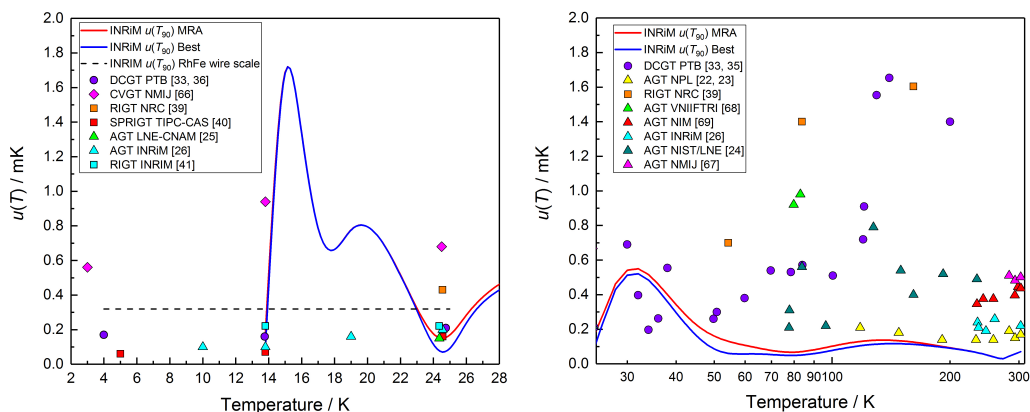 INRiM u(T90) MRA
INRiM u(T90) Best
INRIM u(T90) RhFe wire scale
DCGT PTB [33, 36]
CVGT NMIJ [66]
RIGT NRC [39]
SPRIGT TIPC-CAS [40]
AGT LNE-CNAM [25]
AGT INRiM [26]
RIGT INRIM [41]
2.0
1.8
1.6
1.4
1.2
1.0
0.8
0.6
0.4
0.2
0.0
u(T) / mK
2 4 6 8 10 12 14 16 18 20 22 24 26 28
Temperature / K
INRiM u(T90) MRA
INRiM u(T90) Best
DCGT PTB [33, 35]
AGT NPL [22, 23]
RIGT NRC [39]
AGT VNIIFTRI [68]
AGT NIM [69]
AGT INRiM [26]
AGT NIST/LNE [24]
AGT NMIJ [67]
2.0
1.8
1.6
1.4
1.2
1.0
0.8
0.6
0.4
0.2
0.0
u(T) / mK
30 40 50 60 70 80 90 100 200 300
Temperature / K